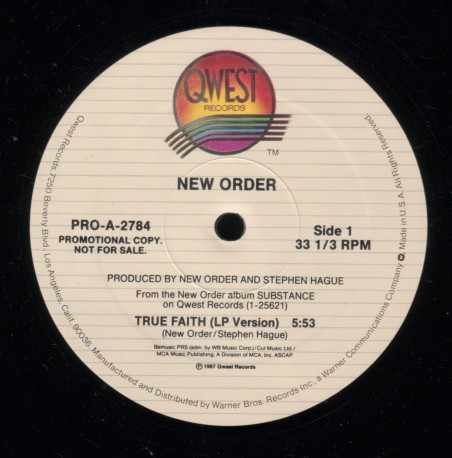 QWEST
RECORDS
TM
NEW ORDER
PRO-A-2784
PROMOTIONAL COPY.
NOT FOR SALE.
Side 1
33 1/3 RPM
PRODUCED BY NEW ORDER AND STEPHEN HAGUE
From the New Order album SUBSTANCE
on Qwest Records (1-25621)
TRUE FAITH (LP Version) 5:53
(New Order/Stephen Hague)
Bemusic PRS (adm. by WB Music Corp.)/Cut Music Ltd./
MCA Music Publishing, A Division of MCA, Inc. ASCAP
℗ 1987 Qwest Records
Qwest Records, 7250 Beverly Blvd., Los Angeles, Calif. 90036. Manufactured and Distributed by Warner Bros. Records Inc., a Warner Communications Company Made in U.S.A. All Rights Reserved.